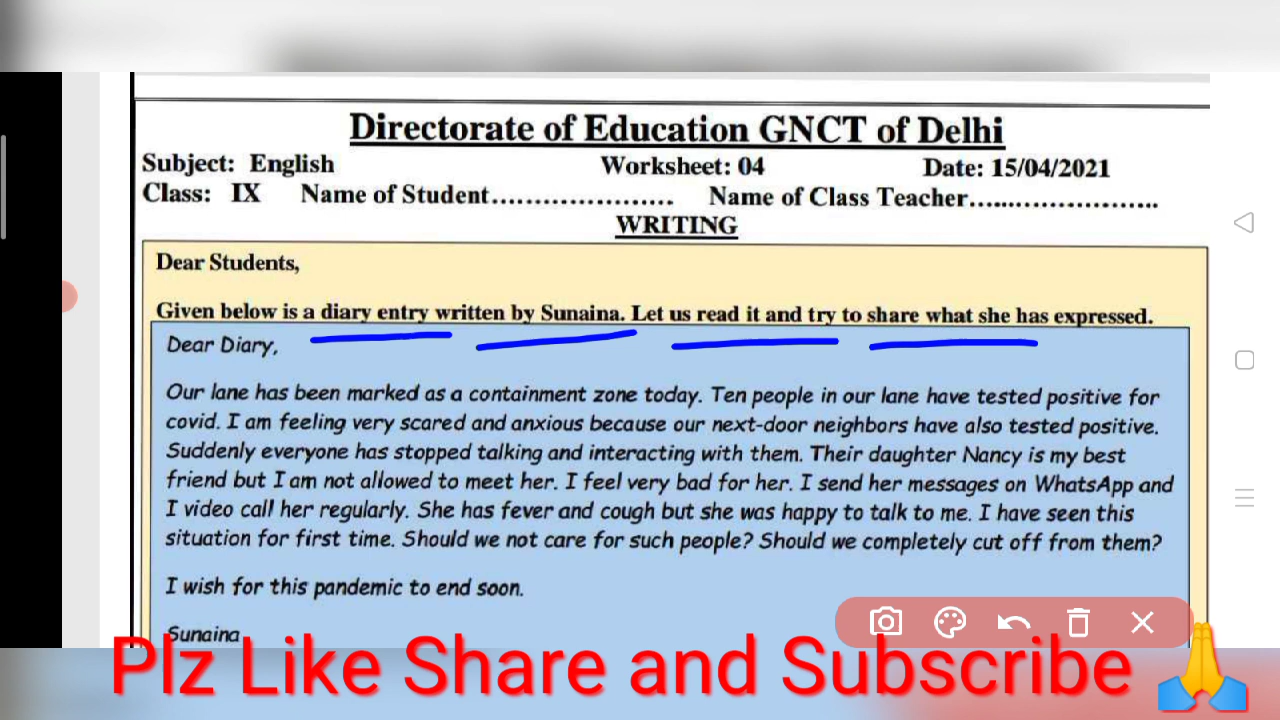 Directorate of Education GNCT of Delhi
Subject: English Worksheet: 04 Date: 15/04/2021
Class: IX Name of Student..................... Name of Class Teacher......................
WRITING
Dear Students,
Given below is a diary entry written by Sunaina. Let us read it and try to share what she has expressed.
Dear Diary,
Our lane has been marked as a containment zone today. Ten people in our lane have tested positive for
covid. I am feeling very scared and anxious because our next-door neighbors have also tested positive.
Suddenly everyone has stopped talking and interacting with them. Their daughter Nancy is my best
friend but I am not allowed to meet her. I feel very bad for her. I send her messages on WhatsApp and
I video call her regularly. She has fever and cough but she was happy to talk to me. I have seen this
situation for first time. Should we not care for such people? Should we completely cut off from them?
I wish for this pandemic to end soon.
Sunaina
Plz Like Share and Subscribe 🙏